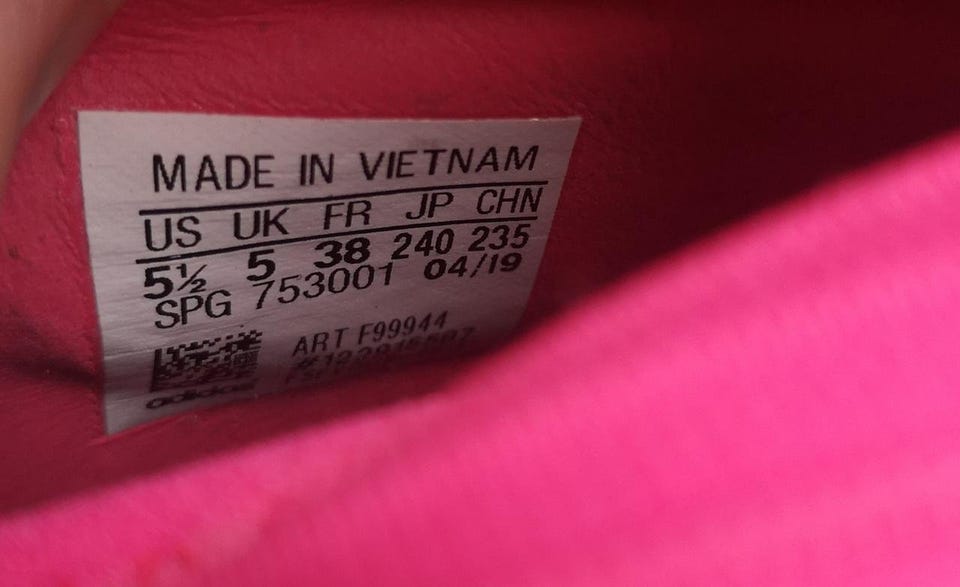 MADE IN VIETNAM
US UK FR JP CHN
5½ 5 38 240 235
SPG 753001 04/19
ART F99944
adidas